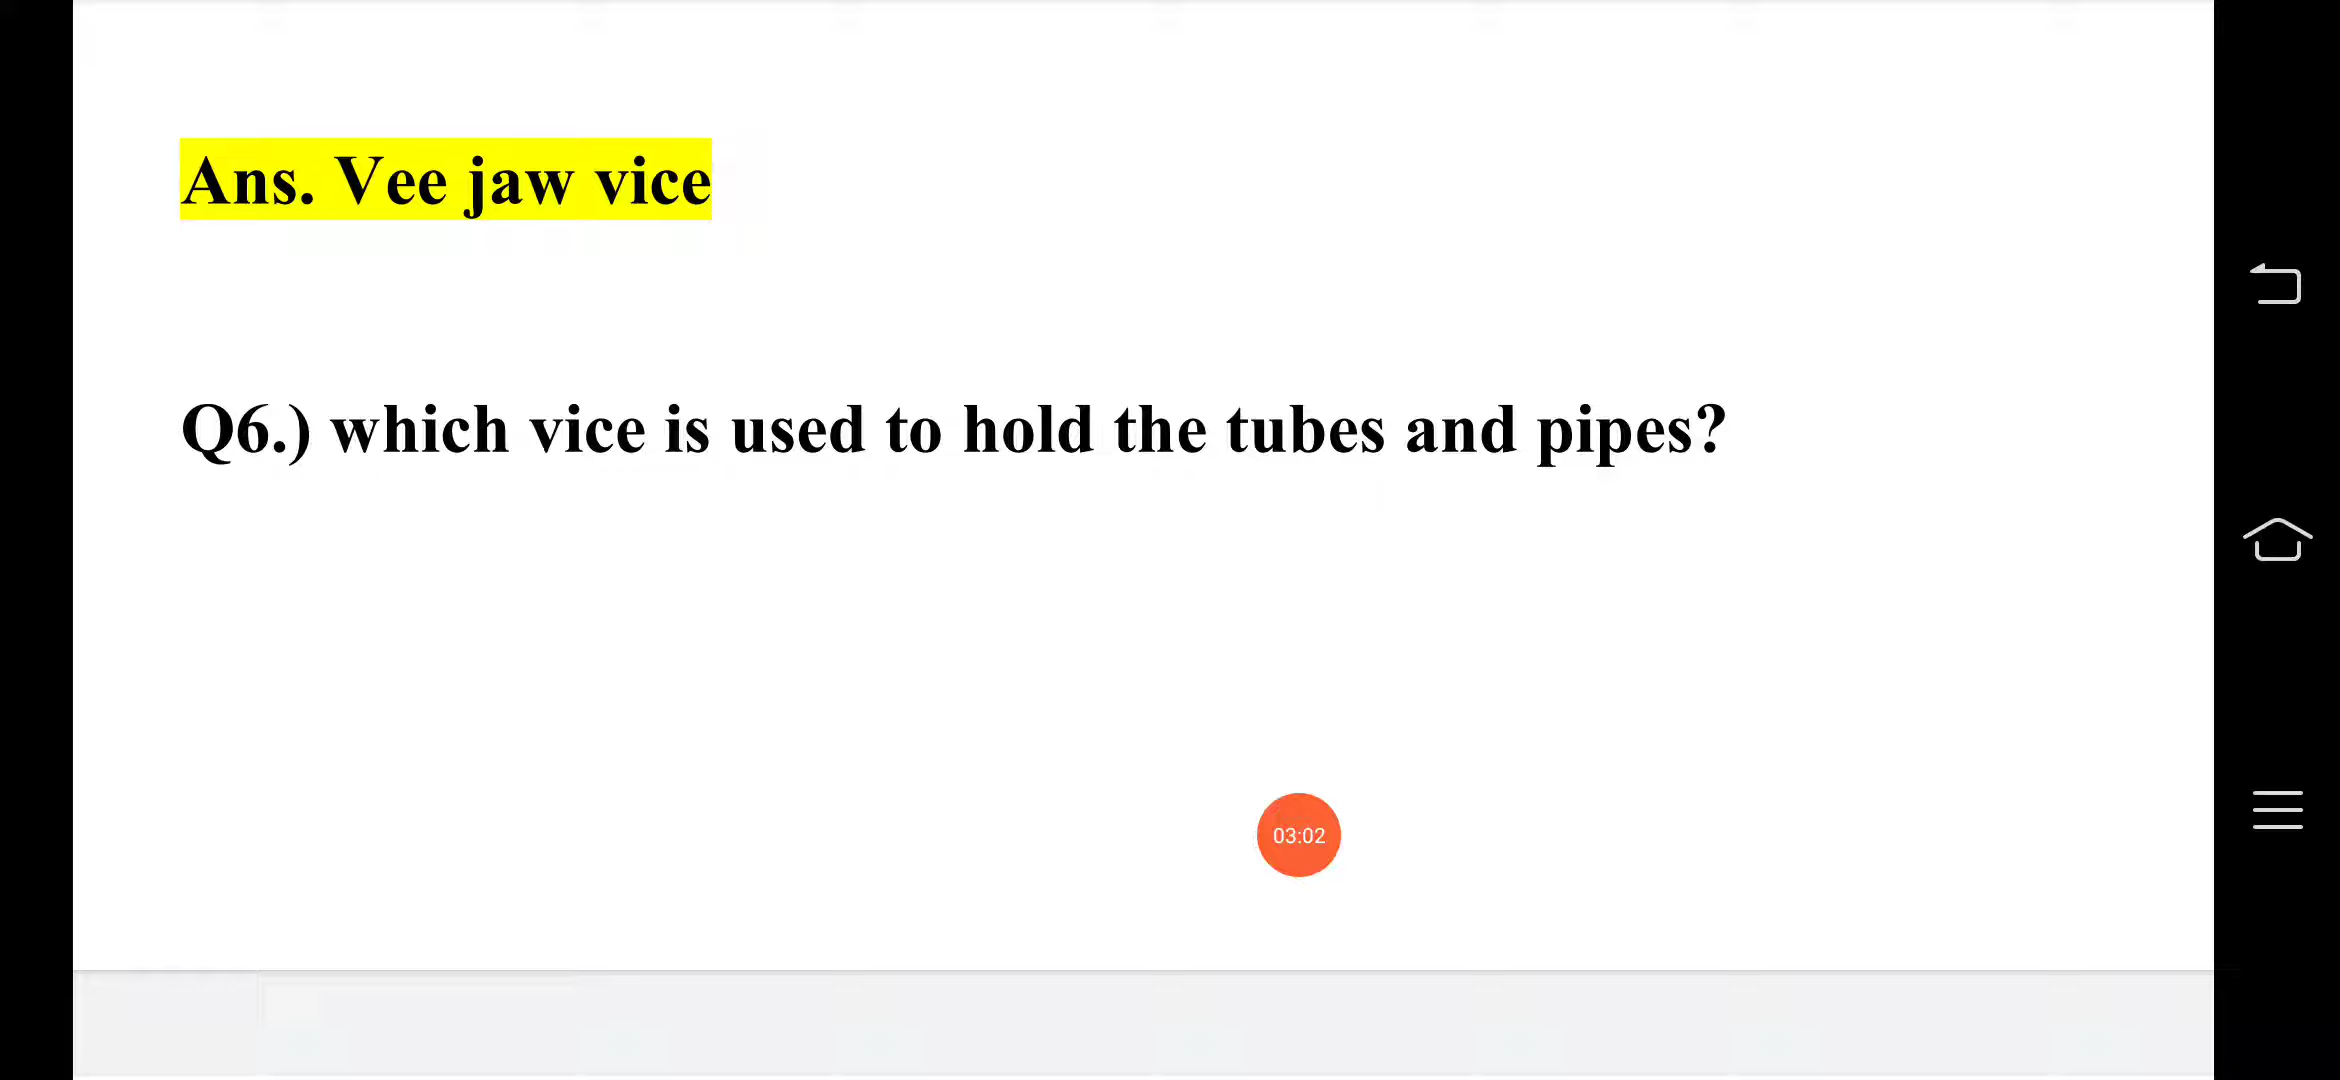 Ans. Vee jaw vice
Q6.) which vice is used to hold the tubes and pipes?
03:02